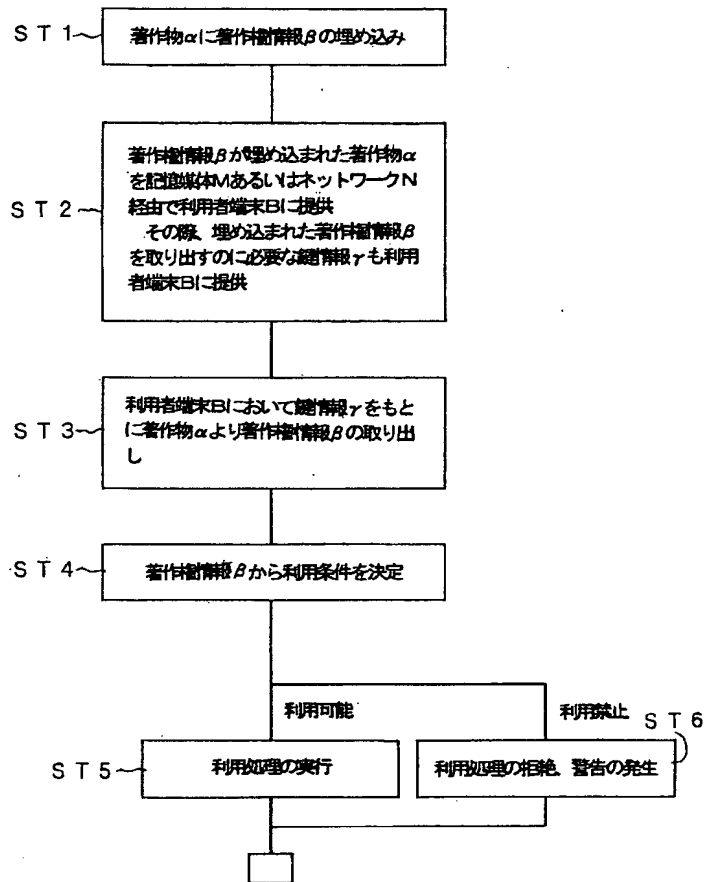 ST1
著作物αに著作権情報βの埋め込み
ST2
著作権情報βが埋め込まれた著作物α
を記憶媒体MあるいはネットワークN
経由で利用者端末Bに提供
その際、埋め込まれた著作権情報β
を取り出すのに必要な鍵情報γも利用
者端末Bに提供
ST3
利用者端末Bにおいて鍵情報γをもと
に著作物αより著作権情報βの取り出
し
ST4
著作権情報βから利用条件を決定
利用可能
利用禁止
ST5
利用処理の実行
ST6
利用処理の拒絶、警告の発生